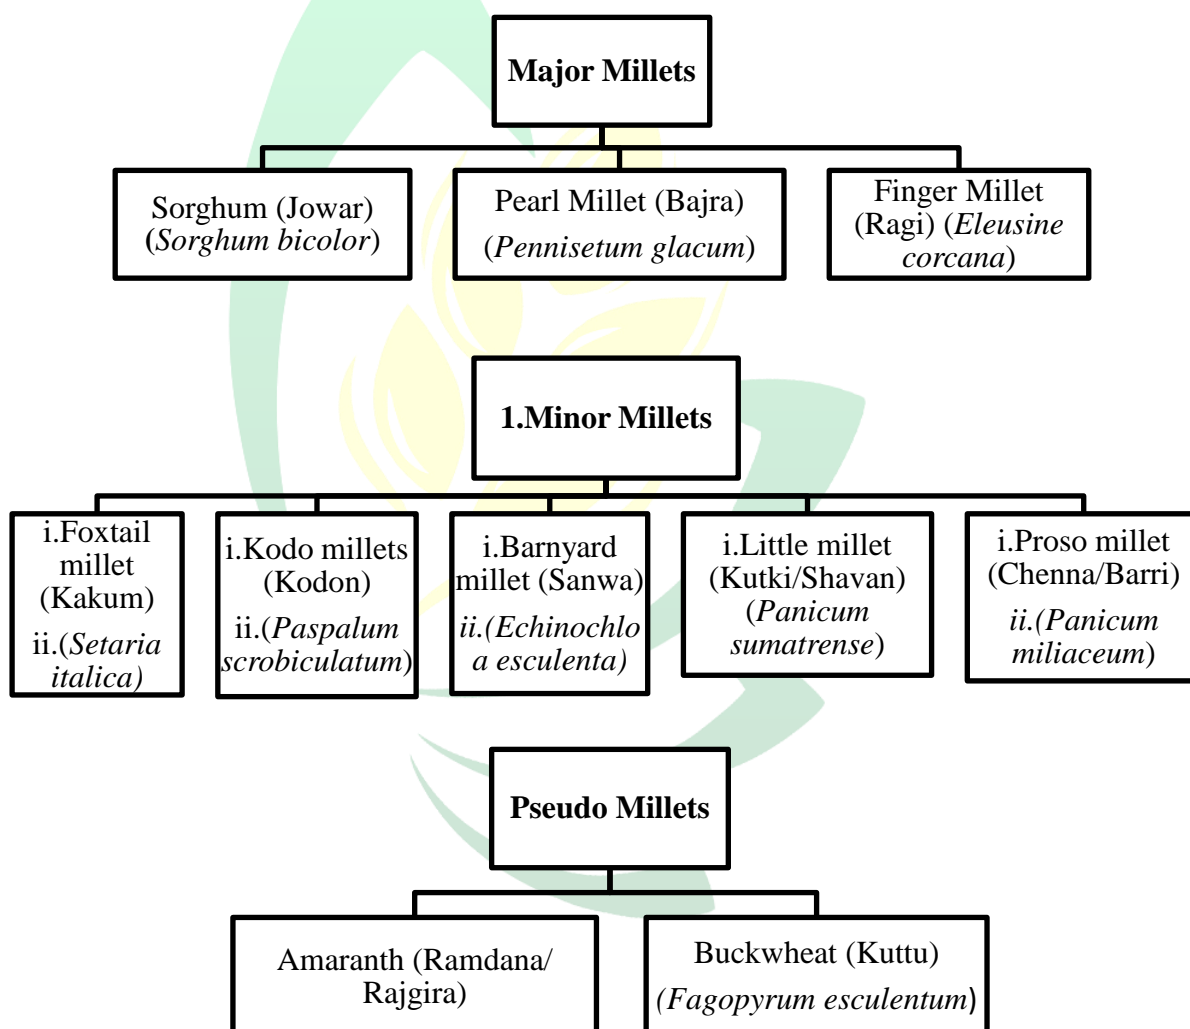 Major Millets
Sorghum (Jowar)
(Sorghum bicolor)
Pearl Millet (Bajra)
(Pennisetum glacum)
Finger Millet
(Ragi) (Eleusine
corcana)
1.Minor Millets
i.Foxtail
millet
(Kakum)
ii.(Setaria
italica)
i.Kodo millets
(Kodon)
ii.(Paspalum
scrobiculatum)
i.Barnyard
millet (Sanwa)
ii.(Echinochlo
a esculenta)
i.Little millet
(Kutki/Shavan)
(Panicum
sumatrense)
i.Proso millet
(Chenna/Barri)
ii.(Panicum
miliaceum)
Pseudo Millets
Amaranth (Ramdana/
Rajgira)
Buckwheat (Kuttu)
(Fagopyrum esculentum)